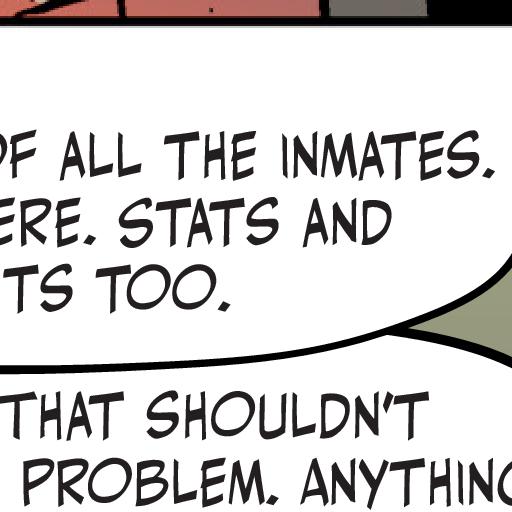 OF ALL THE INMATES.
ERE. STATS AND
TS TOO.
THAT SHOULDN'T
PROBLEM. ANYTHING